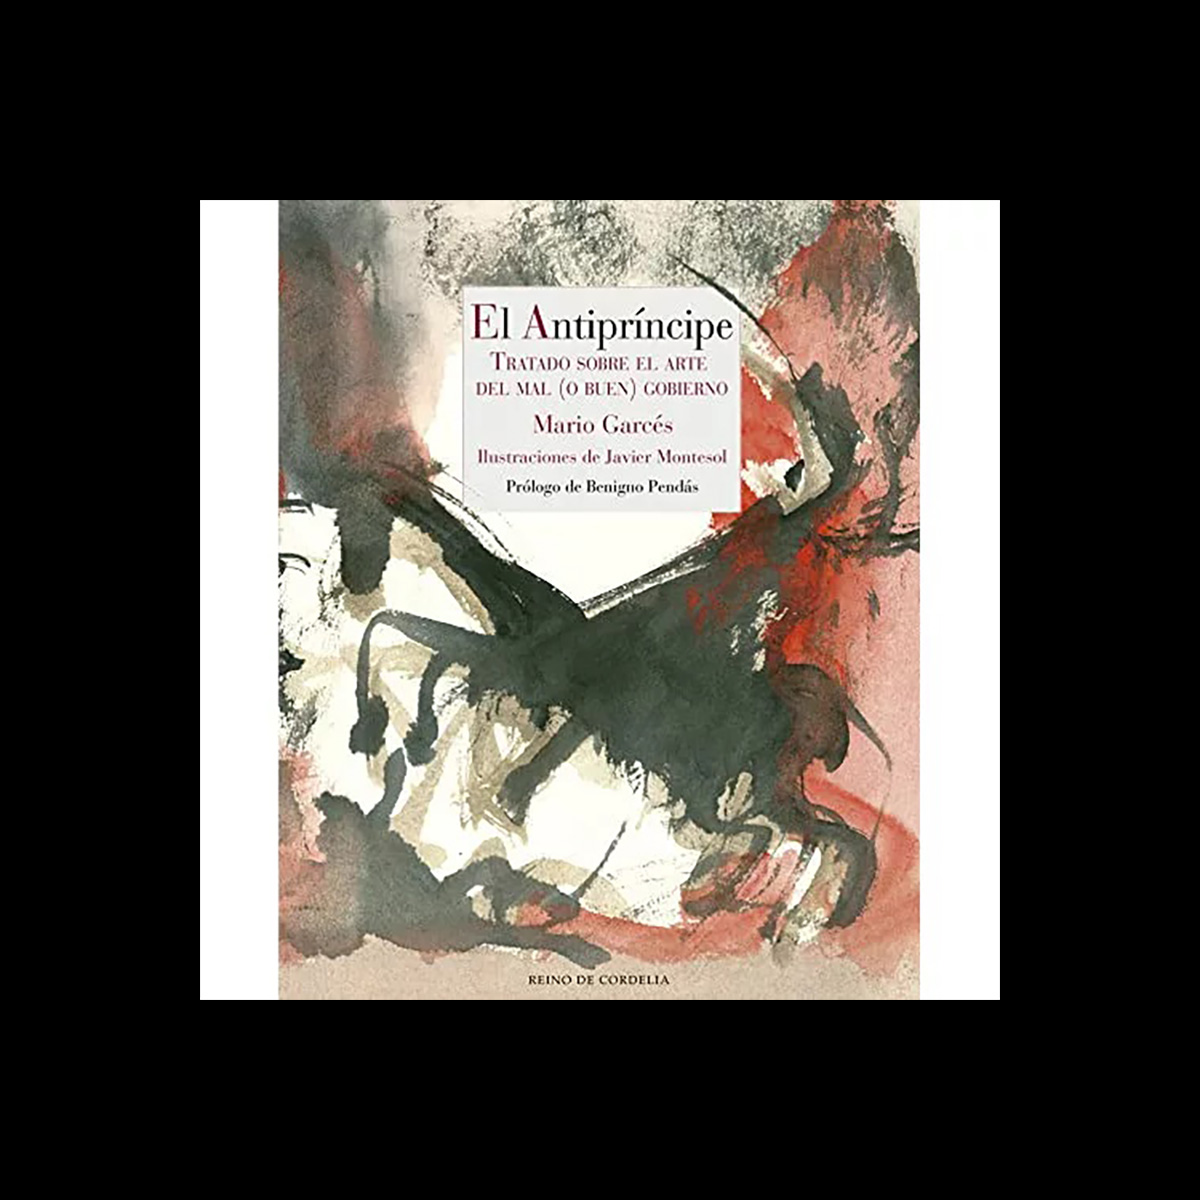 El Antipríncipe
Tratado sobre el arte
del mal (o buen) gobierno
Mario Garcés
Ilustraciones de Javier Montesol
Prólogo de Benigno Pendás
REINO DE CORDELIA